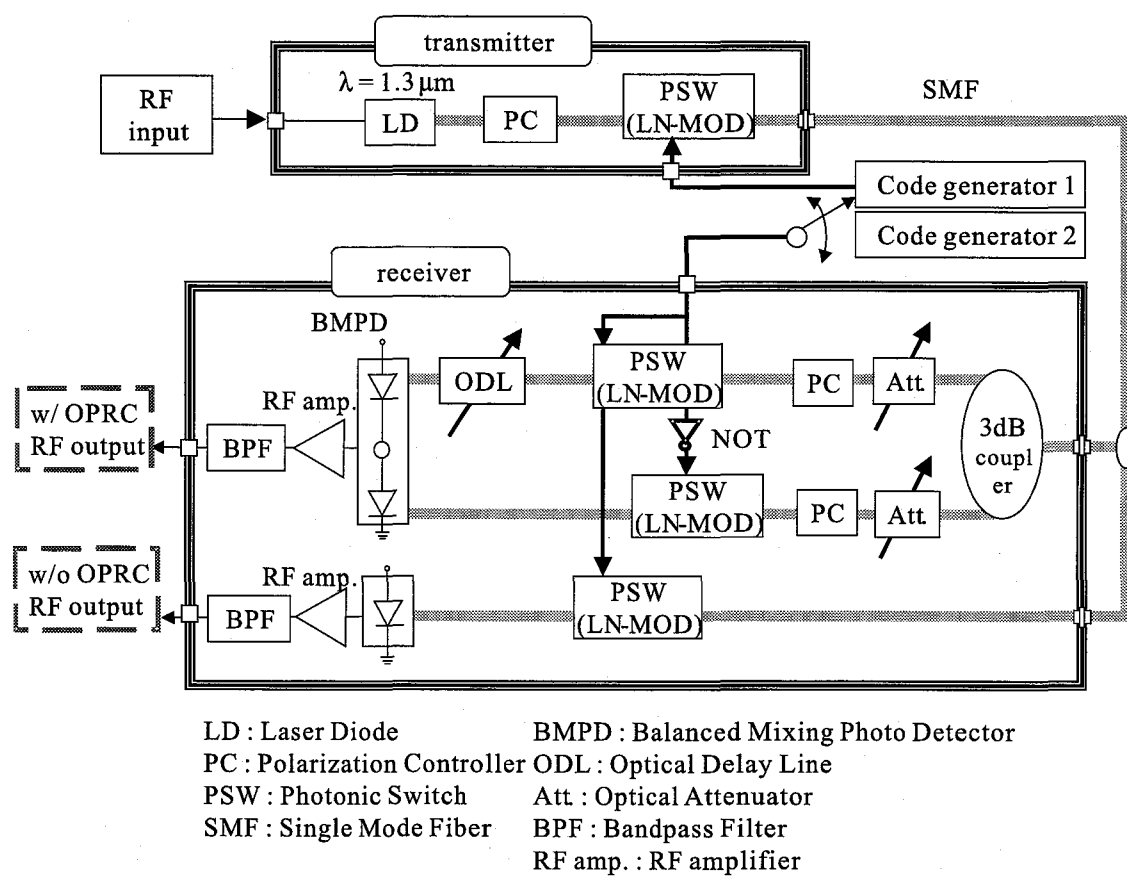 transmitter
λ = 1.3 μm
RF
input
LD
PC
PSW
(LN-MOD)
SMF
Code generator 1
Code generator 2
receiver
BMPD
ODL
PSW
(LN-MOD)
PC
Att.
w/ OPRC
RF output
BPF
RF amp.
NOT
3dB
coupl
er
PSW
(LN-MOD)
PC
Att.
w/o OPRC
RF output
BPF
RF amp.
PSW
(LN-MOD)
LD : Laser Diode
BMPD : Balanced Mixing Photo Detector
PC : Polarization Controller
ODL : Optical Delay Line
PSW : Photonic Switch
Att. : Optical Attenuator
SMF : Single Mode Fiber
BPF : Bandpass Filter
RF amp. : RF amplifier